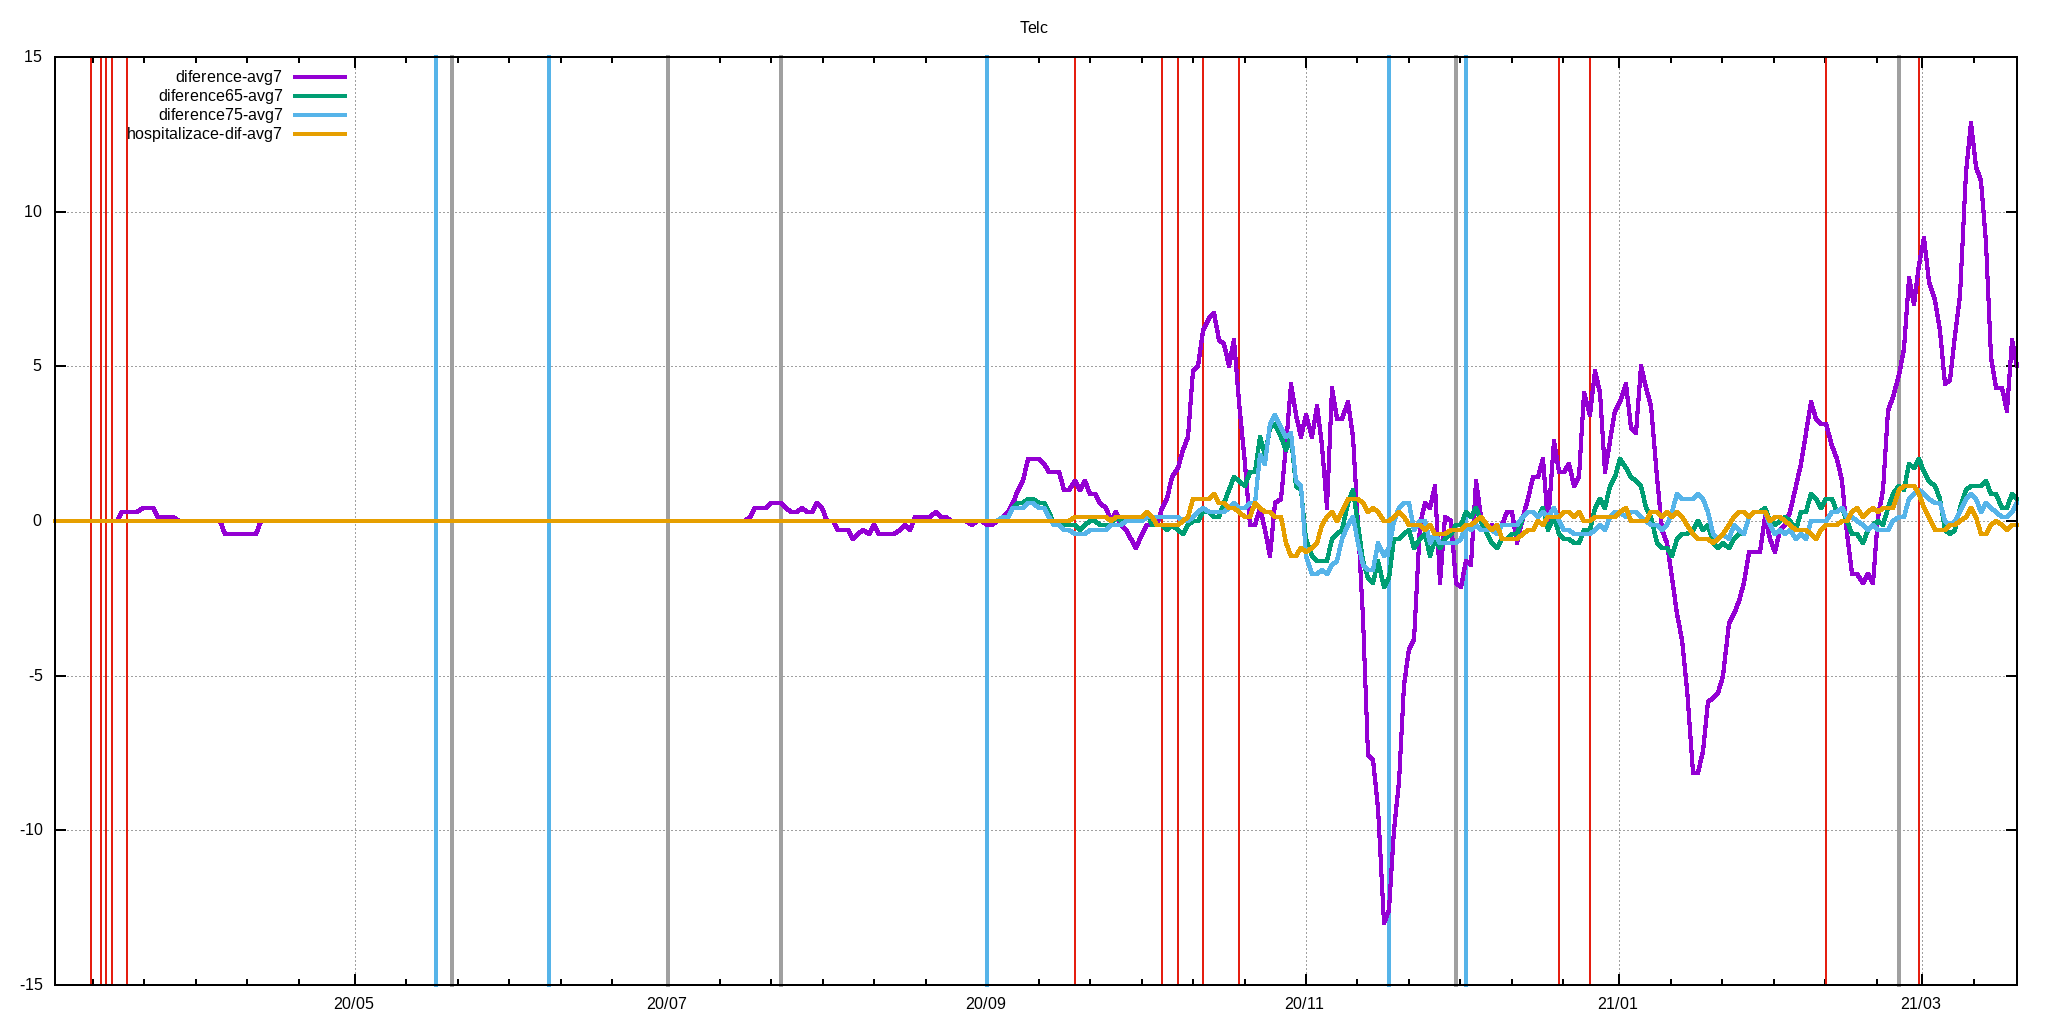 Telc
15
diference-avg7
diference65-avg7
diference75-avg7
hospitalizace-dif-avg7
10
5
0
-5
-10
-15
20/05 20/07 20/09 20/11 21/01 21/03